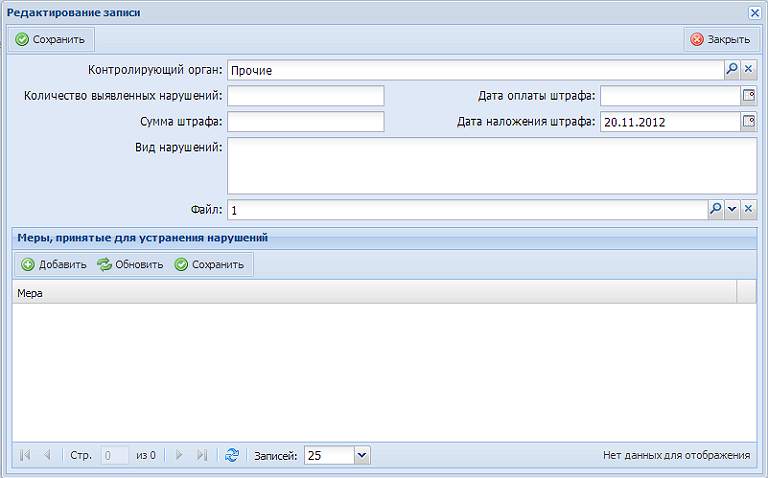 Редактирование записи
Сохранить Закрыть
Контролирующий орган: Прочие
Количество выявленных нарушений: Дата оплаты штрафа:
Сумма штрафа: Дата наложения штрафа: 20.11.2012
Вид нарушений:
Файл: 1
Меры, принятые для устранения нарушений
Добавить Обновить Сохранить
Мера
Стр. 0 из 0 Записей: 25 Нет данных для отображения